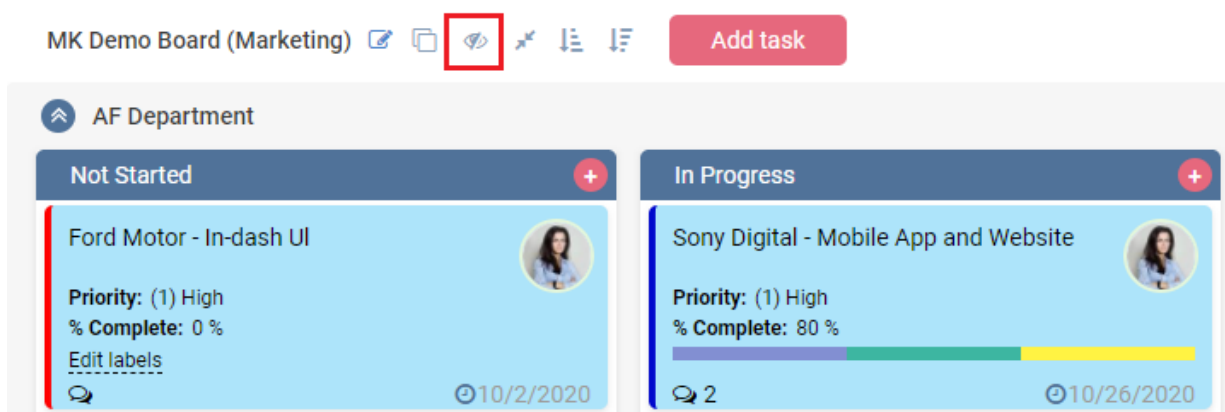 MK Demo Board (Marketing) Add task
AF Department
Not Started
Ford Motor - In-dash UI
Priority: (1) High
% Complete: 0 %
Edit labels
10/2/2020
In Progress
Sony Digital - Mobile App and Website
Priority: (1) High
% Complete: 80 %
2 10/26/2020